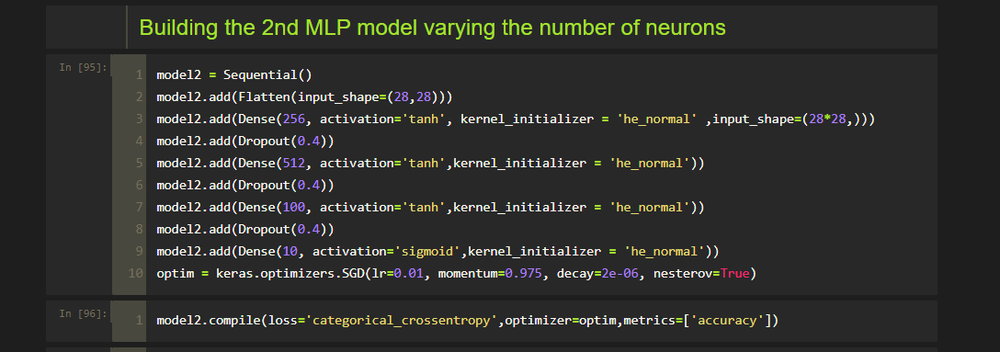 Building the 2nd MLP model varying the number of neurons
In [95]:
1 model2 = Sequential()
2 model2.add(Flatten(input_shape=(28,28)))
3 model2.add(Dense(256, activation='tanh', kernel_initializer = 'he_normal' ,input_shape=(28*28,)))
4 model2.add(Dropout(0.4))
5 model2.add(Dense(512, activation='tanh',kernel_initializer = 'he_normal'))
6 model2.add(Dropout(0.4))
7 model2.add(Dense(100, activation='tanh',kernel_initializer = 'he_normal'))
8 model2.add(Dropout(0.4))
9 model2.add(Dense(10, activation='sigmoid',kernel_initializer = 'he_normal'))
10 optim = keras.optimizers.SGD(lr=0.01, momentum=0.975, decay=2e-06, nesterov=True)
In [96]:
1 model2.compile(loss='categorical_crossentropy',optimizer=optim,metrics=['accuracy'])